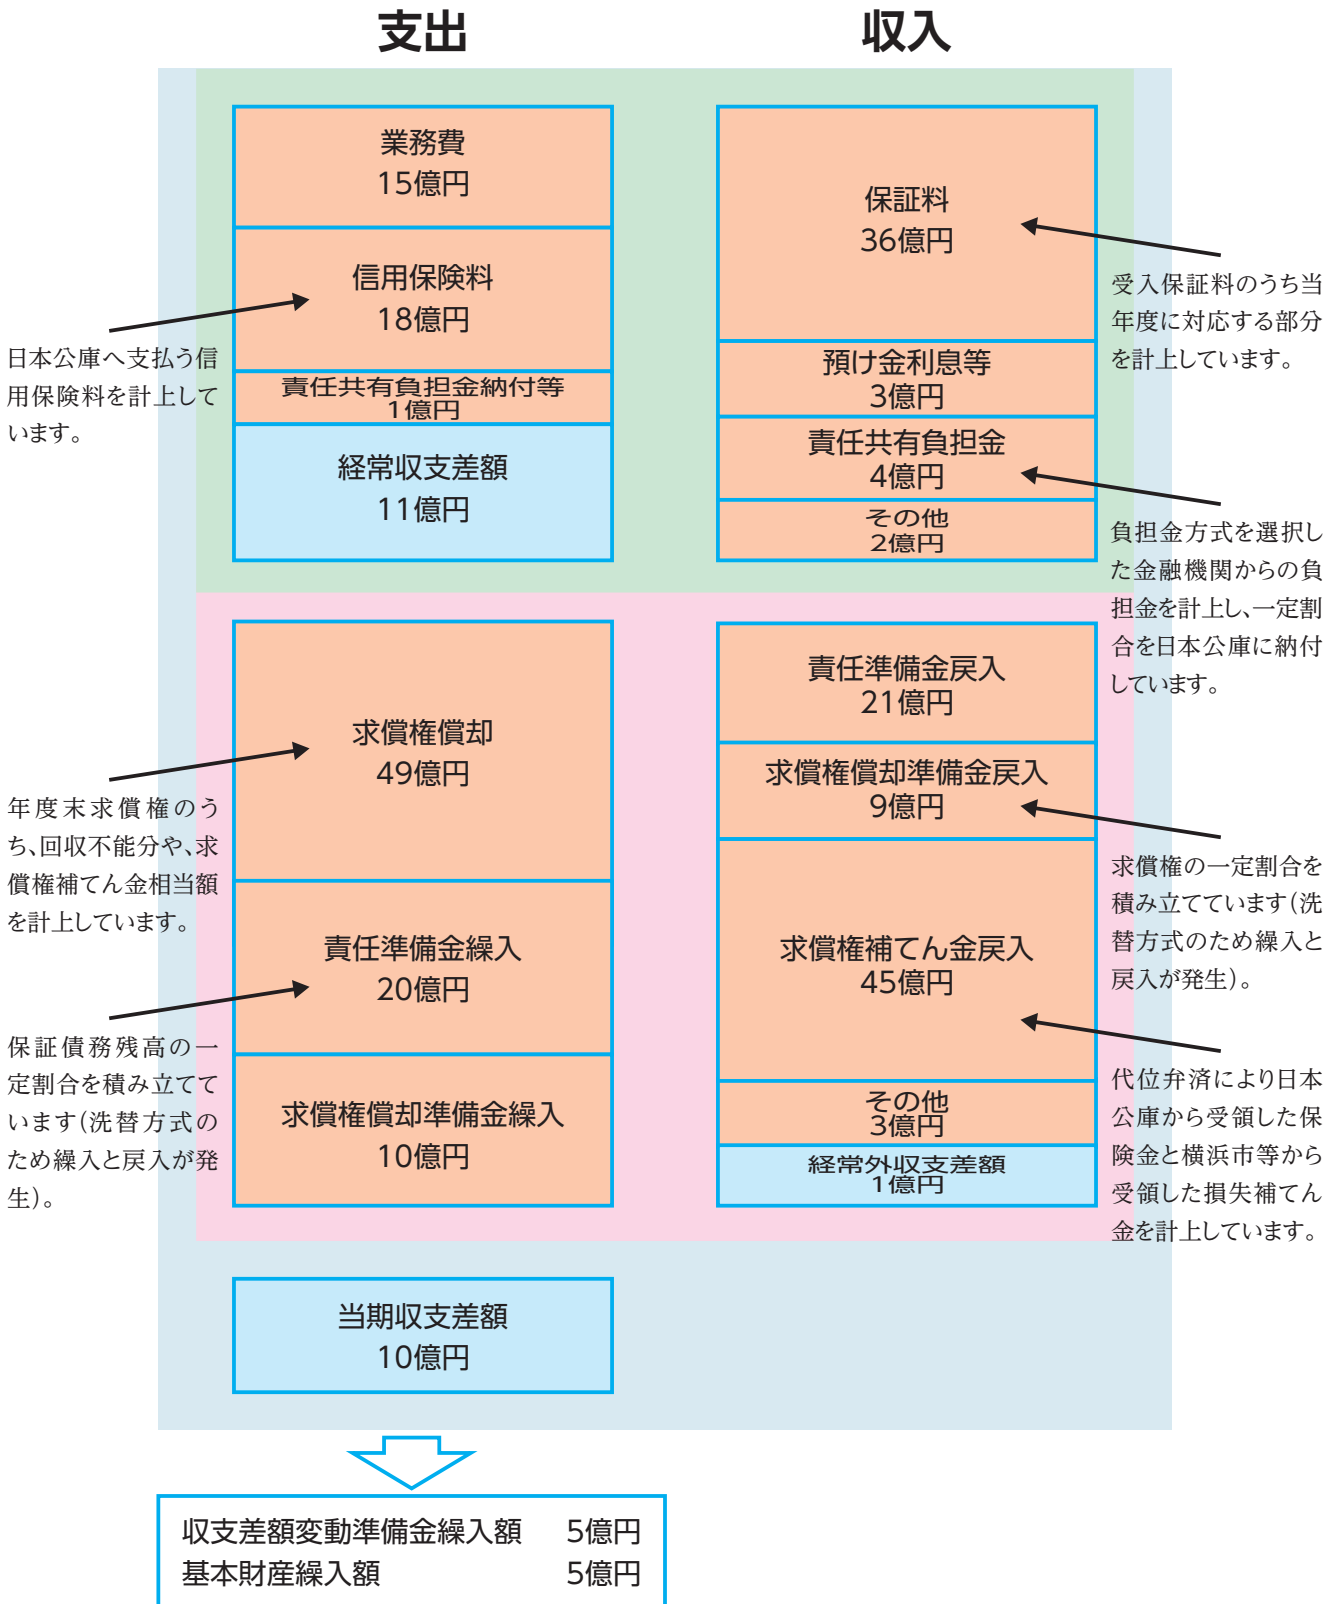 支出
収入
業務費
15億円
信用保険料
18億円
責任共有負担金納付等
1億円
経常収支差額
11億円
保証料
36億円
預け金利息等
3億円
責任共有負担金
4億円
その他
2億円
日本公庫へ支払う信
用保険料を計上して
います。
受入保証料のうち当
年度に対応する部分
を計上しています。
負担金方式を選択し
た金融機関からの負
担金を計上し、一定割
合を日本公庫に納付
しています。
求償権償却
49億円
責任準備金繰入
20億円
求償権償却準備金繰入
10億円
責任準備金戻入
21億円
求償権償却準備金戻入
9億円
求償権補てん金戻入
45億円
その他
3億円
経常外収支差額
1億円
年度末求償権のう
ち、回収不能分や、求
償権補てん金相当額
を計上しています。
保証債務残高の一
定割合を積み立てて
います(洗替方式の
ため繰入と戻入が発
生)。
求償権の一定割合を
積み立てています(洗
替方式のため繰入と
戻入が発生)。
代位弁済により日本
公庫から受領した保
険金と横浜市等から
受領した損失補てん
金を計上しています。
当期収支差額
10億円
収支差額変動準備金繰入額 5億円
基本財産繰入額 5億円